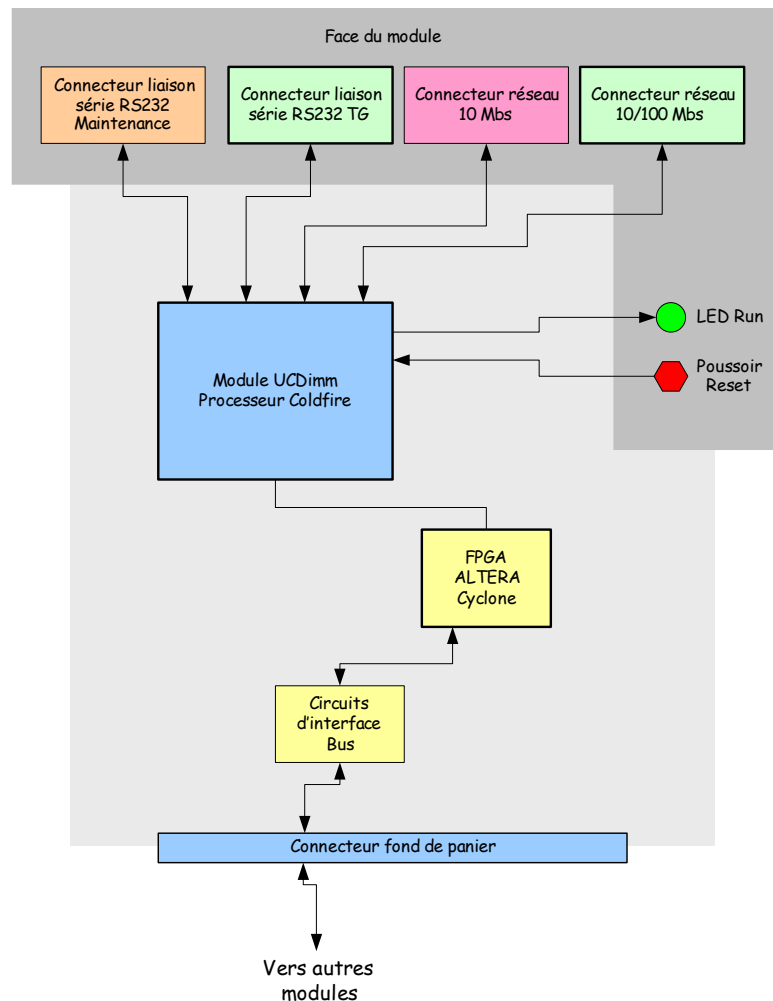 Face du module
Connecteur liaison
série RS232
Maintenance
Connecteur liaison
série RS232 TG
Connecteur réseau
10 Mbs
Connecteur réseau
10/100 Mbs
LED Run
Poussoir
Reset
Module UCDimm
Processeur Coldfire
FPGA
ALTERA
Cyclone
Circuits
d'interface
Bus
Connecteur fond de panier
Vers autres
modules